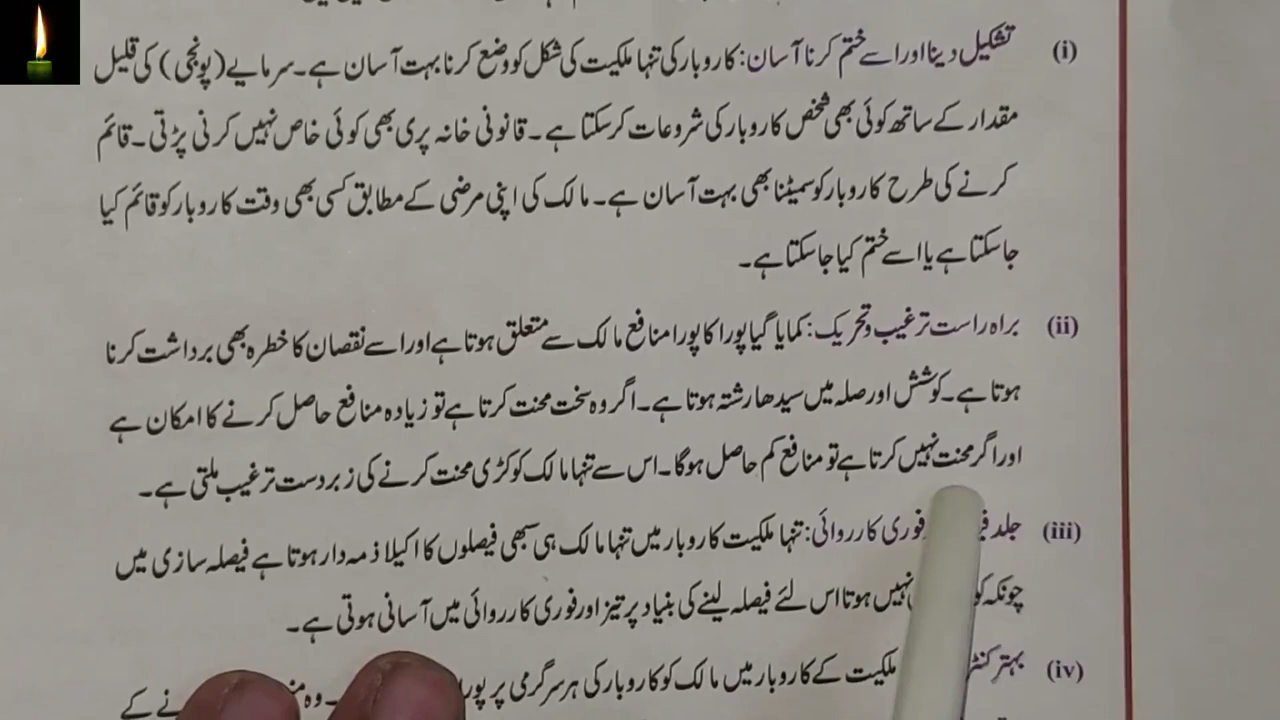 (i) تشکیل دینا اور اسے ختم کرنا آسان: کاروبار کی تنہا ملکیت کی شکل کو وضع کرنا بہت آسان ہے۔ سرمایے (پونجی) کی قلیل
مقدار کے ساتھ کوئی بھی شخص کاروبار کی شروعات کرسکتا ہے۔ قانونی خانہ پری بھی کوئی خاص نہیں کرنی پڑتی۔ قائم
کرنے کی طرح کاروبار کو سمیٹنا بھی بہت آسان ہے۔ مالک کی اپنی مرضی کے مطابق کسی بھی وقت کاروبار کو قائم کیا
جاسکتا ہے یا اسے ختم کیا جاسکتا ہے۔
(ii) براہ راست ترغیب وتحریک: کمایا گیا پورا کا پورا منافع مالک سے متعلق ہوتا ہے اور اسے نقصان کا خطرہ بھی برداشت کرنا
ہوتا ہے۔ کوشش اور صلہ میں سیدھا رشتہ ہوتا ہے۔ اگر وہ سخت محنت کرتا ہے تو زیادہ منافع حاصل کرنے کا امکان ہے
اور اگر محنت نہیں کرتا ہے تو منافع کم حاصل ہوگا۔ اس سے تنہا مالک کو کڑی محنت کرنے کی زبردست ترغیب ملتی ہے۔
(iii) جلد فوری کارروائی: تنہا ملکیت کاروبار میں تنہا مالک ہی سبھی فیصلوں کا اکیلا ذمہ دار ہوتا ہے فیصلہ سازی میں
چونکہ نہیں ہوتا اس لئے فیصلہ لینے کی بنیاد پر تیز اور فوری کارروائی میں آسانی ہوتی ہے۔
(iv) بہتر ملکیت کے کاروبار میں مالک کو کاروبار کی ہر سرگرمی پر ۔ وہ نے کے